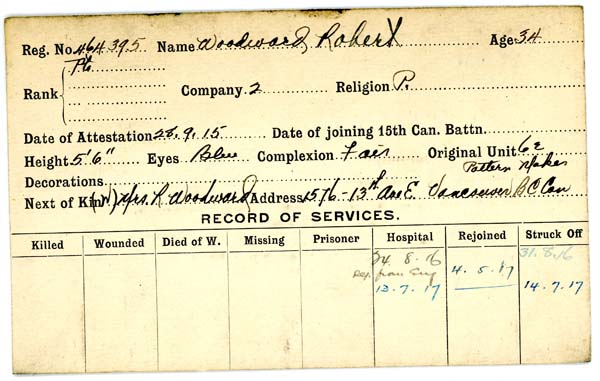 Reg. No. 464395 Name Woodward, Robert Age 34
Pte
Rank Company 2 Religion P.
Date of Attestation 28.9.15 Date of joining 15th Can. Battn.
Height 5'6" Eyes Blue Complexion Fair Original Unit 62
Decorations
Next of Kin (W) Mrs. R Woodward Address 1576-13th Ave E. Vancouver B C Can
RECORD OF SERVICES.
Killed Wounded Died of W. Missing Prisoner Hospital Rejoined Struck Off
24.8.16 31.8.16
from Eng 4.5.17
13.7.17 14.7.17